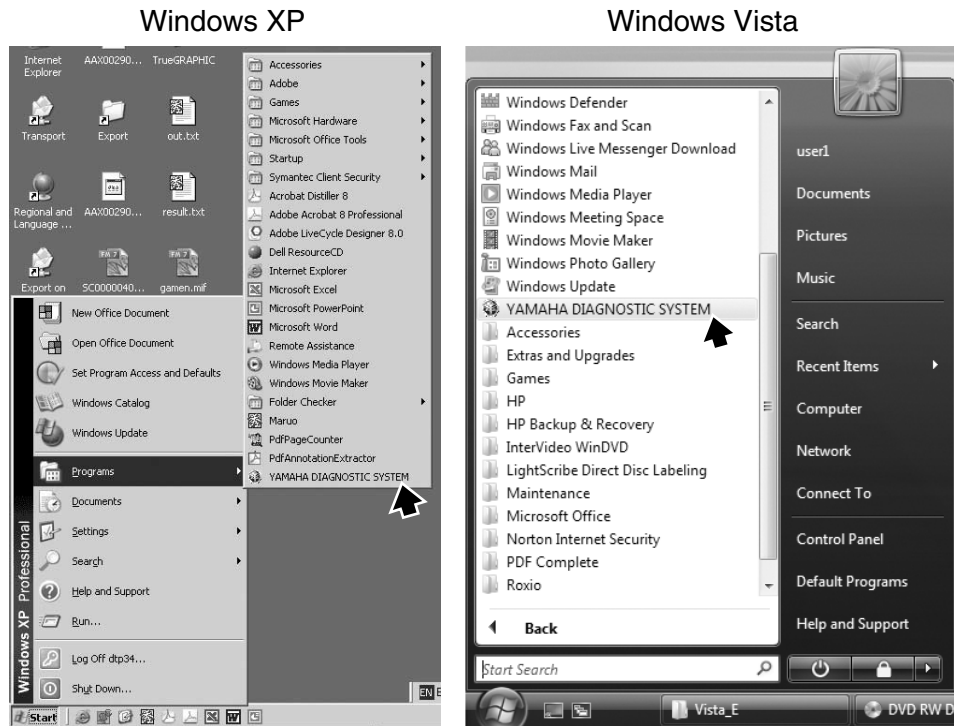 Windows XP
Internet Explorer
AAX00290...
TrueGRAPHIC
Transport
Export
out.txt
Regional and Language ...
AAX00290...
result.txt
Export on
SC0000040...
gamen.mif
New Office Document
Open Office Document
Set Program Access and Defaults
Windows Catalog
Windows Update
Programs
Documents
Settings
Search
Help and Support
Run...
Log Off dtp34...
Shut Down...
Windows XP Professional
Start
EN
Accessories
Adobe
Games
Microsoft Hardware
Microsoft Office Tools
Startup
Symantec Client Security
Acrobat Distiller 8
Adobe Acrobat 8 Professional
Adobe LiveCycle Designer 8.0
Dell ResourceCD
Internet Explorer
Microsoft Excel
Microsoft PowerPoint
Microsoft Word
Remote Assistance
Windows Media Player
Windows Movie Maker
Folder Checker
Maruo
PdfPageCounter
PdfAnnotationExtractor
YAMAHA DIAGNOSTIC SYSTEM
Windows Vista
Windows Defender
Windows Fax and Scan
Windows Live Messenger Download
Windows Mail
Windows Media Player
Windows Meeting Space
Windows Movie Maker
Windows Photo Gallery
Windows Update
YAMAHA DIAGNOSTIC SYSTEM
Accessories
Extras and Upgrades
Games
HP
HP Backup & Recovery
InterVideo WinDVD
LightScribe Direct Disc Labeling
Maintenance
Microsoft Office
Norton Internet Security
PDF Complete
Roxio
Back
Start Search
user1
Documents
Pictures
Music
Search
Recent Items
Computer
Network
Connect To
Control Panel
Default Programs
Help and Support
Vista_E
DVD RW D